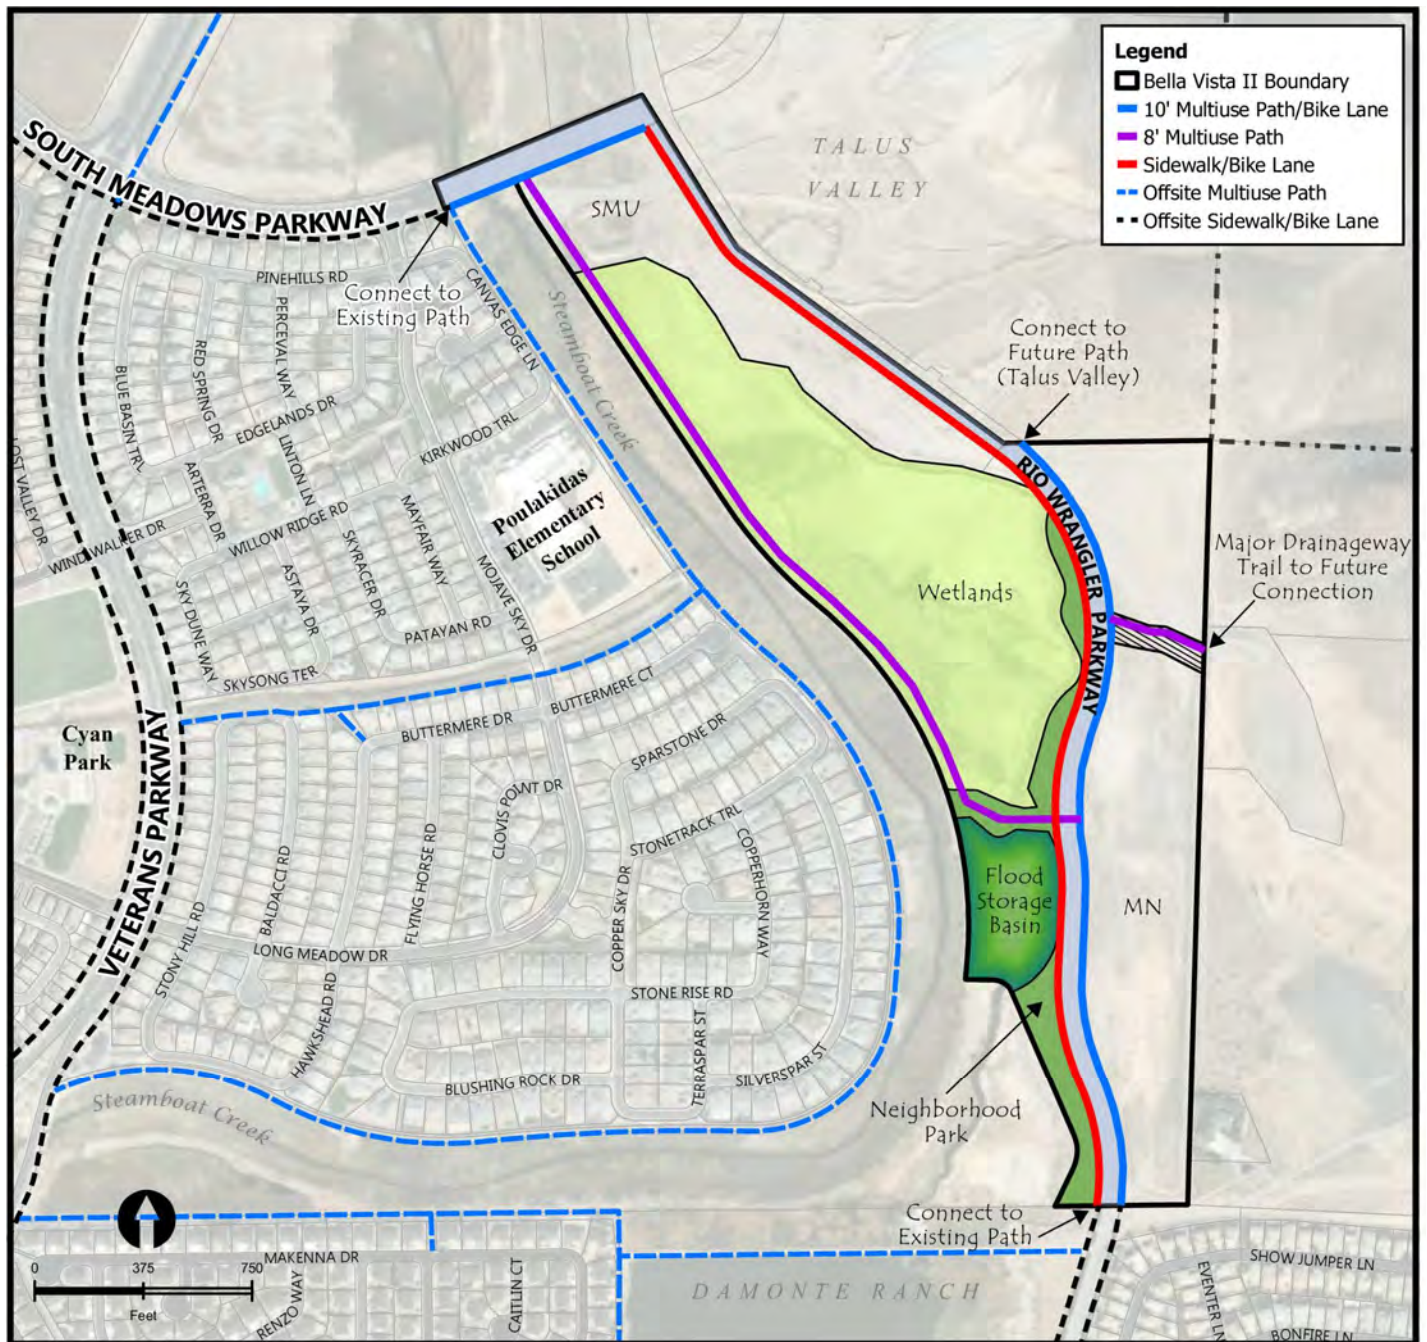 Legend
Bella Vista II Boundary
10' Multiuse Path/Bike Lane
8' Multiuse Path
Sidewalk/Bike Lane
Offsite Multiuse Path
Offsite Sidewalk/Bike Lane
SOUTH MEADOWS PARKWAY
TALUS
VALLEY
SMU
PINEHILLS RD
Connect to
Existing Path
CANVAS EDGE LN
Steamboat Creek
PERCEVAL WAY
RED SPRING DR
BLUE BASIN TRL
EDGELANDS DR
LINTON LN
KIRKWOOD TRL
Connect to
Future Path
(Talus Valley)
LOST VALLEY DR
ARTERRA DR
WIND WALKER DR
WILLOW RIDGE RD
MAYFAIR WAY
SKYRACER DR
ASTAYA DR
SKY DUNE WAY
PATAYAN RD
MOJAVE SKY DR
SKYSONG TER
Poulakidas
Elementary
School
RIO WRANGLER PARKWAY
Wetlands
Major Drainageway
Trail to Future
Connection
Cyan
Park
VETERANS PARKWAY
BUTTERMERE DR
BUTTERMERE CT
SPARSTONE DR
CLOVIS POINT DR
STONETRACK TRL
COPPERHORN WAY
FLYING HORSE RD
BALDACCI RD
STONY HILL RD
LONG MEADOW DR
COPPER SKY DR
Flood
Storage
Basin
MN
HAWKSHEAD RD
STONE RISE RD
TERRASPAR ST
SILVERSPAR ST
BLUSHING ROCK DR
Steamboat Creek
Neighborhood
Park
Connect to
Existing Path
MAKENNA DR
RENZO WAY
CAITLIN CT
DAMONTE RANCH
SHOW JUMPER LN
EVENTER LN
BONFIRE LN
0 375 750
Feet